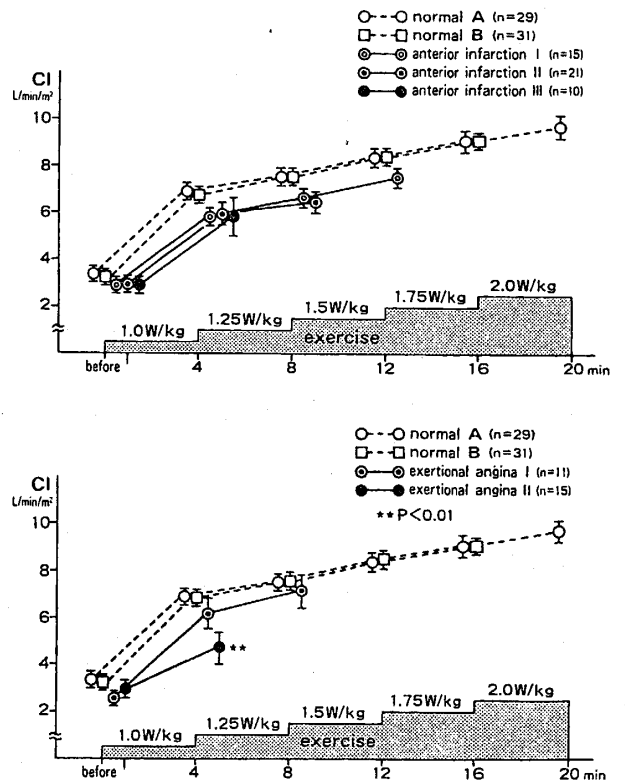 normal A (n=29)
normal B (n=31)
anterior infarction I (n=15)
anterior infarction II (n=21)
anterior infarction III (n=10)
CI
L/min/m²
10
8
6
4
2
1.0W/kg
1.25W/kg
1.5W/kg
1.75W/kg
2.0W/kg
exercise
before 4 8 12 16 20 min
normal A (n=29)
normal B (n=31)
exertional angina I (n=11)
exertional angina II (n=15)
**P<0.01
CI
L/min/m²
10
8
6
4
2
**
1.0W/kg
1.25W/kg
1.5W/kg
1.75W/kg
2.0W/kg
exercise
before 4 8 12 16 20 min